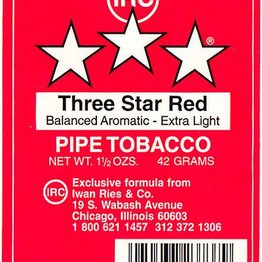 IRC
®
Three Star Red
Balanced Aromatic - Extra Light
PIPE TOBACCO
NET WT. 1½ OZS. 42 GRAMS
IRC
Exclusive formula from
Iwan Ries & Co.
19 S. Wabash Avenue
Chicago, Illinois 60603
1 800 621 1457 312 372 1306